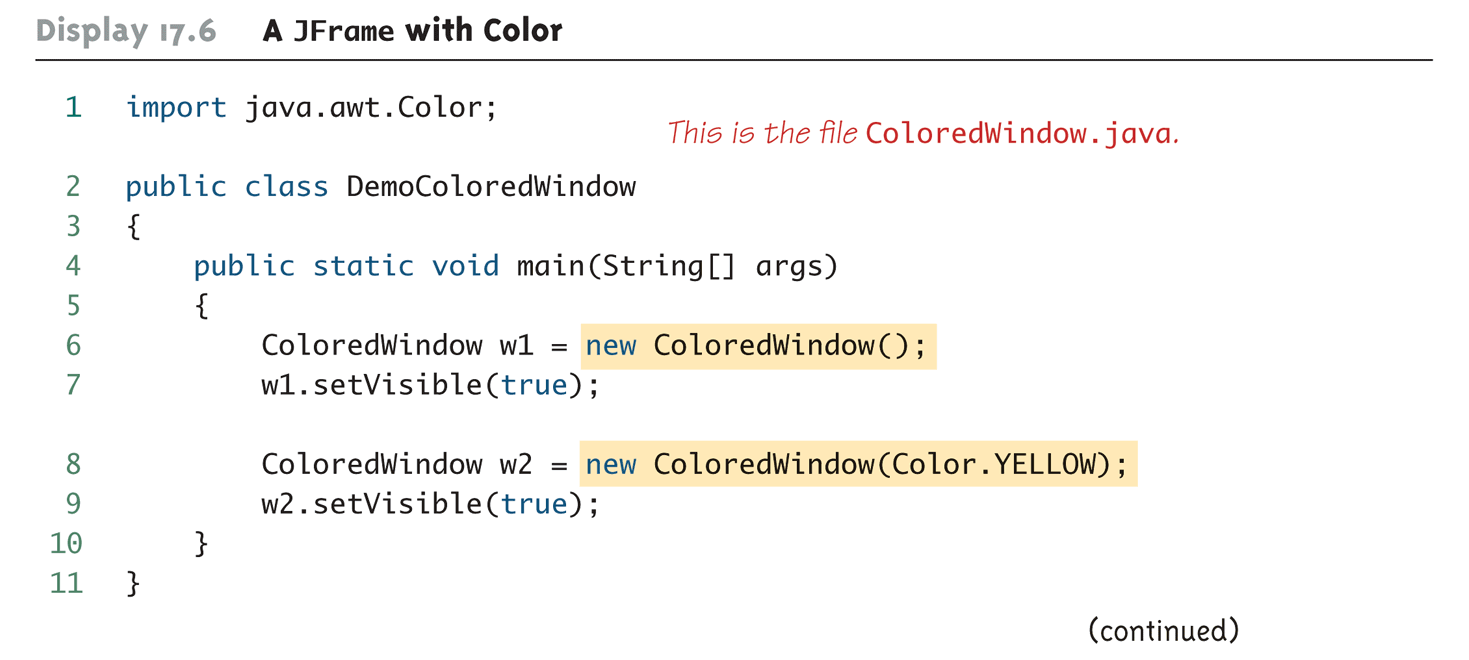 Display 17.6 A JFrame with Color
1 import java.awt.Color;
This is the file ColoredWindow.java.
2 public class DemoColoredWindow
3 {
4     public static void main(String[] args)
5     {
6         ColoredWindow w1 = new ColoredWindow();
7         w1.setVisible(true);
8         ColoredWindow w2 = new ColoredWindow(Color.YELLOW);
9         w2.setVisible(true);
10     }
11 }
(continued)